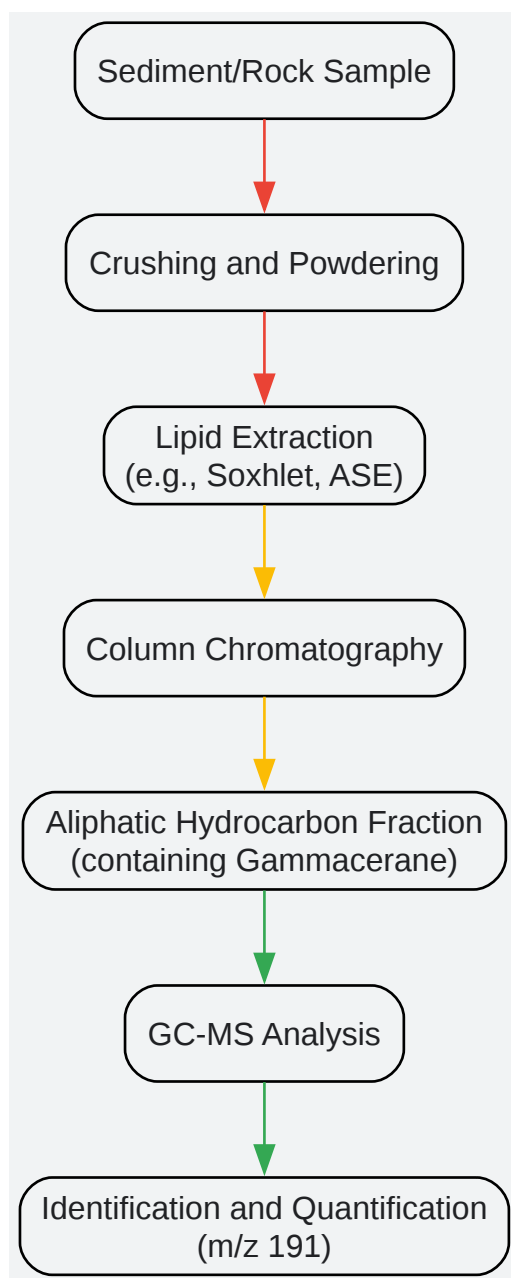 Sediment/Rock Sample
Crushing and Powdering
Lipid Extraction
(e.g., Soxhlet, ASE)
Column Chromatography
Aliphatic Hydrocarbon Fraction
(containing Gammacerane)
GC-MS Analysis
Identification and Quantification
(m/z 191)